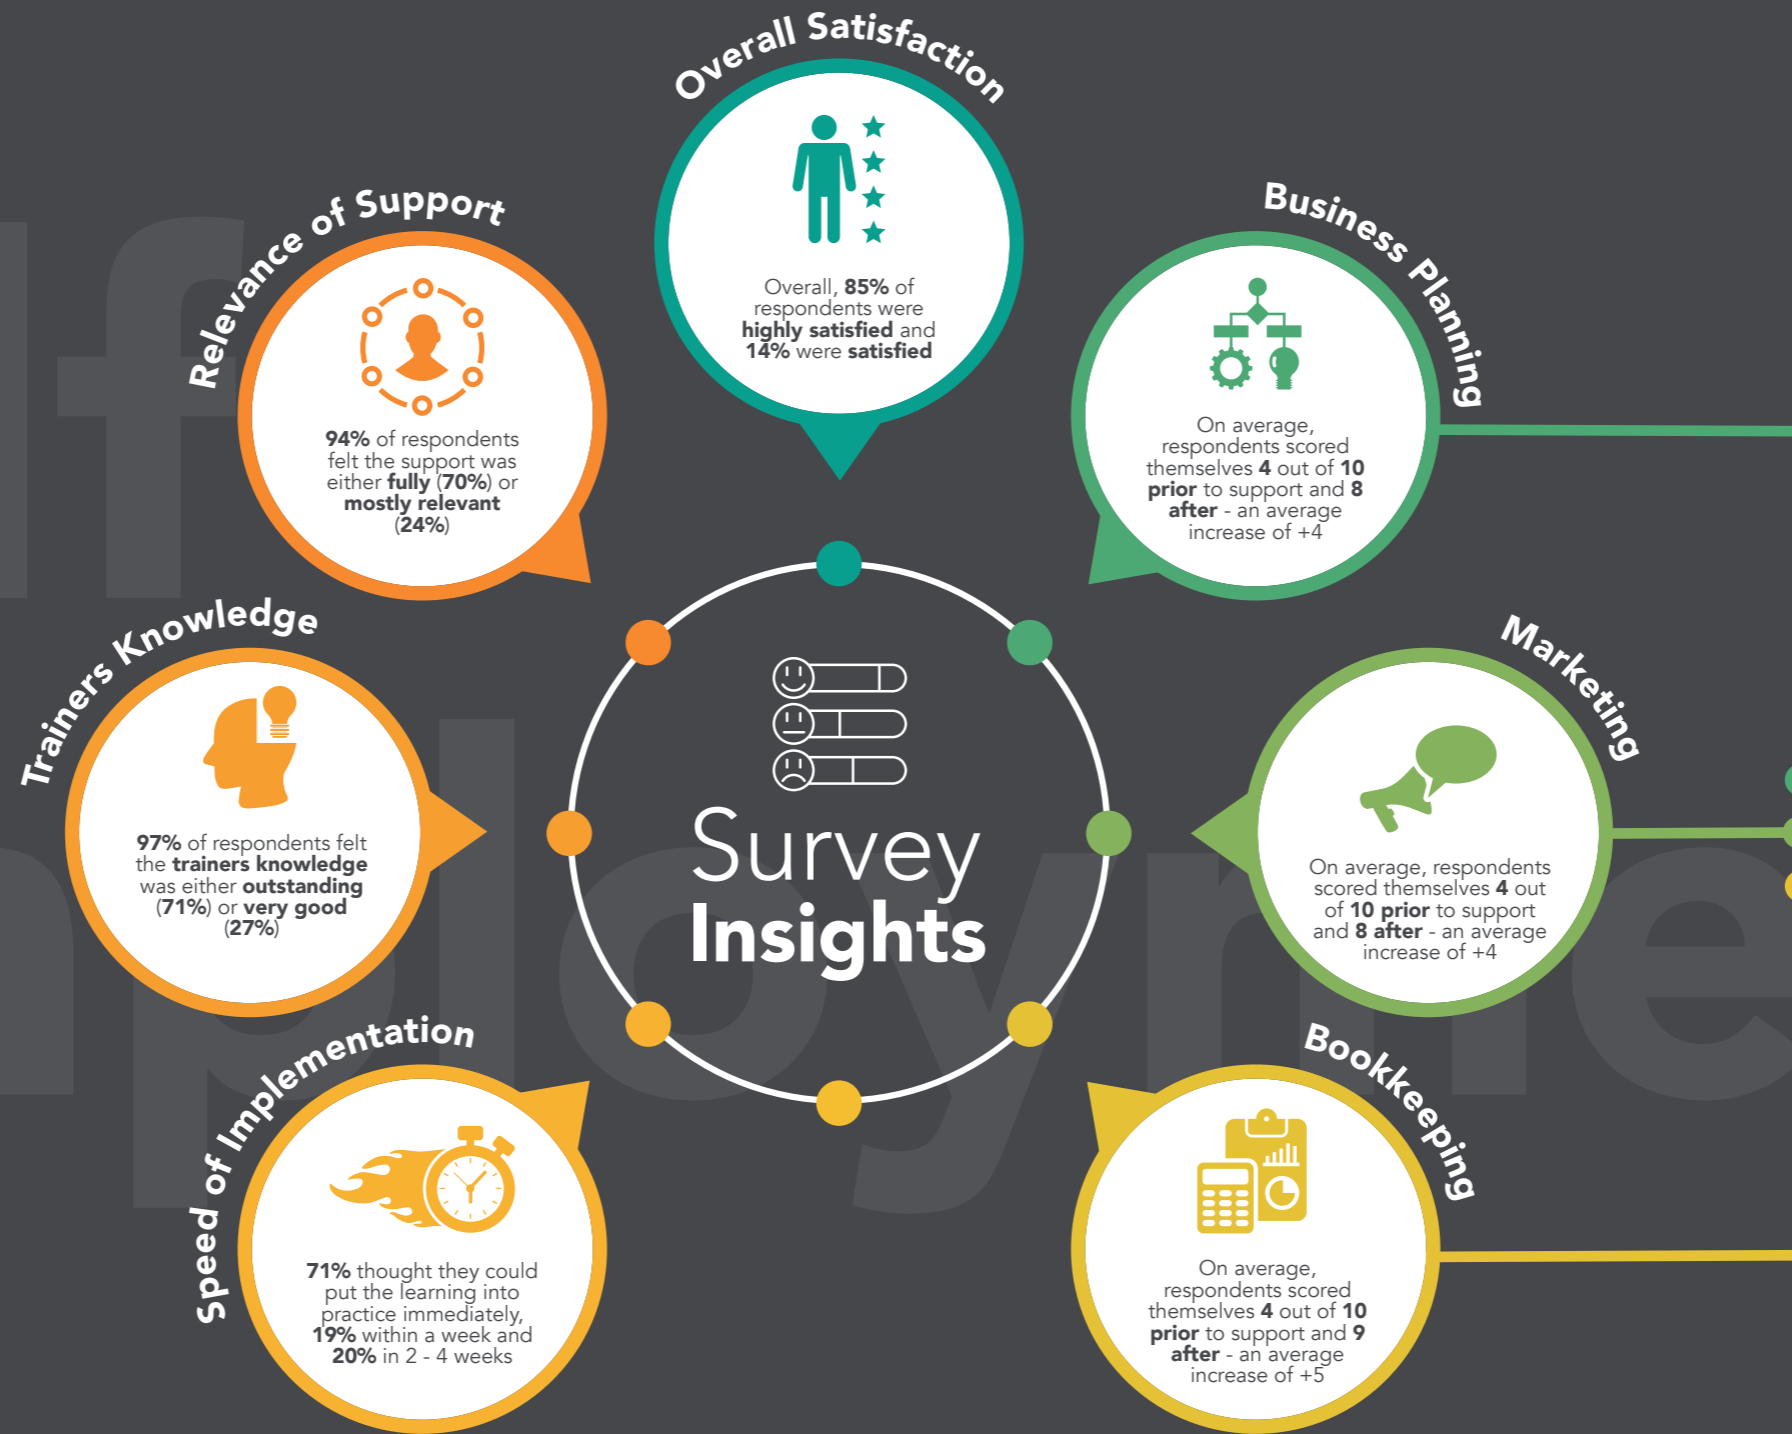 Overall Satisfaction
Overall, 85% of
respondents were
highly satisfied and
14% were satisfied
Relevance of Support
94% of respondents
felt the support was
either fully (70%) or
mostly relevant
(24%)
Business Planning
On average,
respondents scored
themselves 4 out of 10
prior to support and 8
after - an average
increase of +4
Trainers Knowledge
97% of respondents felt
the trainers knowledge
was either outstanding
(71%) or very good
(27%)
Survey
Insights
Marketing
On average, respondents
scored themselves 4 out
of 10 prior to support
and 8 after - an average
increase of +4
Speed of Implementation
71% thought they could
put the learning into
practice immediately,
19% within a week and
20% in 2 - 4 weeks
Bookkeeping
On average,
respondents scored
themselves 4 out of 10
prior to support and 9
after - an average
increase of +5
lf
ployme